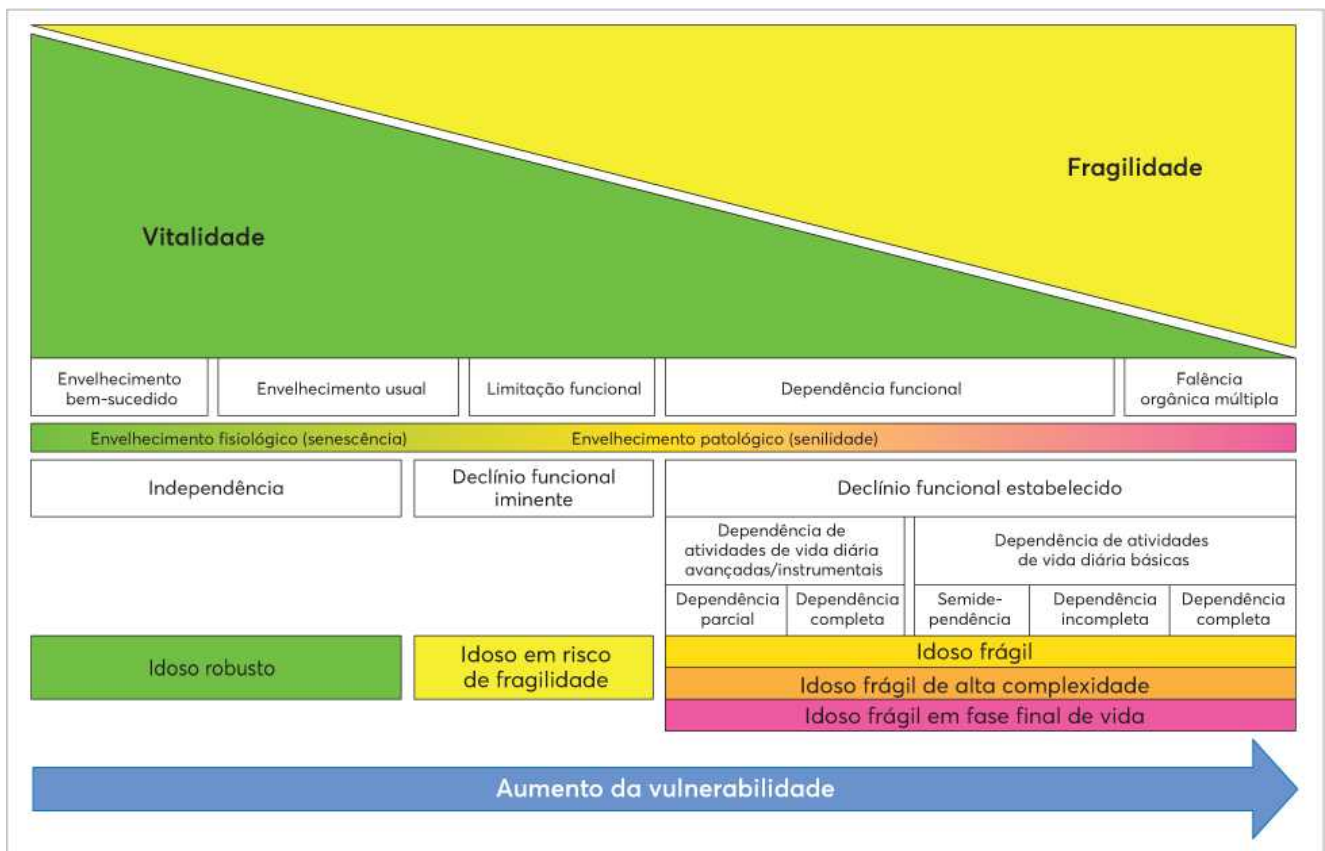 Fragilidade
Vitalidade
Envelhecimento
bem-sucedido
Envelhecimento usual
Limitação funcional
Dependência funcional
Falência
orgânica múltipla
Envelhecimento fisiológico (senescência)
Envelhecimento patológico (senilidade)
Independência
Declínio funcional
iminente
Declínio funcional estabelecido
Dependência de
atividades de vida diária
avançadas/instrumentais
Dependência de atividades
de vida diária básicas
Dependência
parcial
Dependência
completa
Semide-
pendência
Dependência
incompleta
Dependência
completa
Idoso robusto
Idoso em risco
de fragilidade
Idoso frágil
Idoso frágil de alta complexidade
Idoso frágil em fase final de vida
Aumento da vulnerabilidade